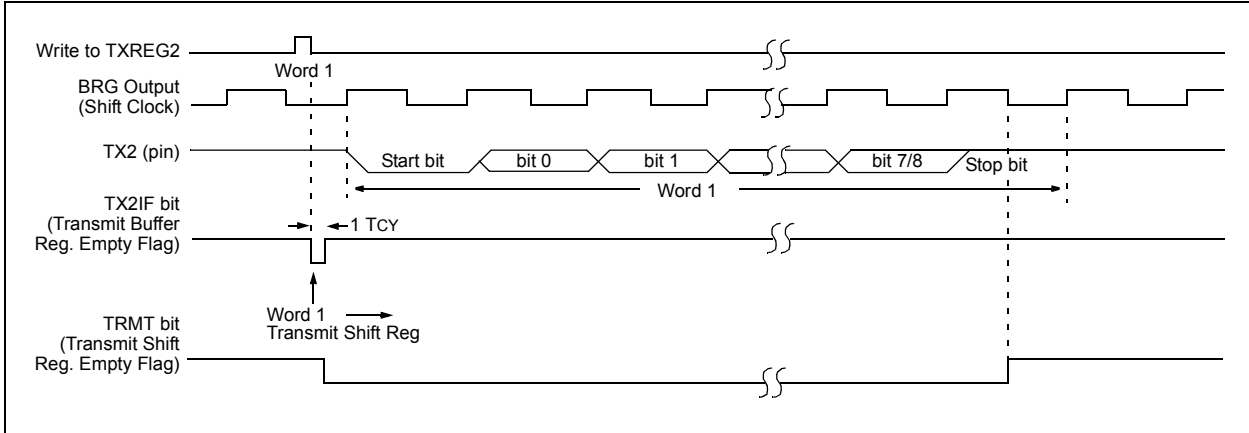 Write to TXREG2
Word 1
BRG Output
(Shift Clock)
TX2 (pin)
Start bit
bit 0
bit 1
bit 7/8
Stop bit
Word 1
TX2IF bit
(Transmit Buffer
Reg. Empty Flag)
1 TCY
Word 1
Transmit Shift Reg
TRMT bit
(Transmit Shift
Reg. Empty Flag)